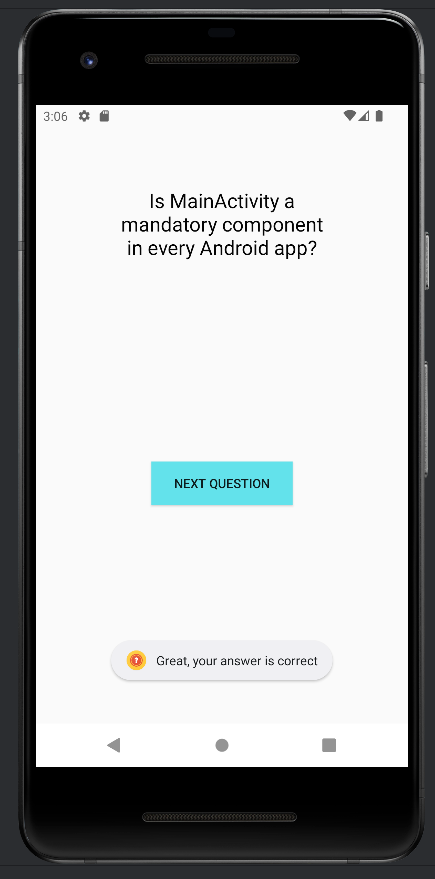 3:06
Is MainActivity a
mandatory component
in every Android app?
NEXT QUESTION
Great, your answer is correct